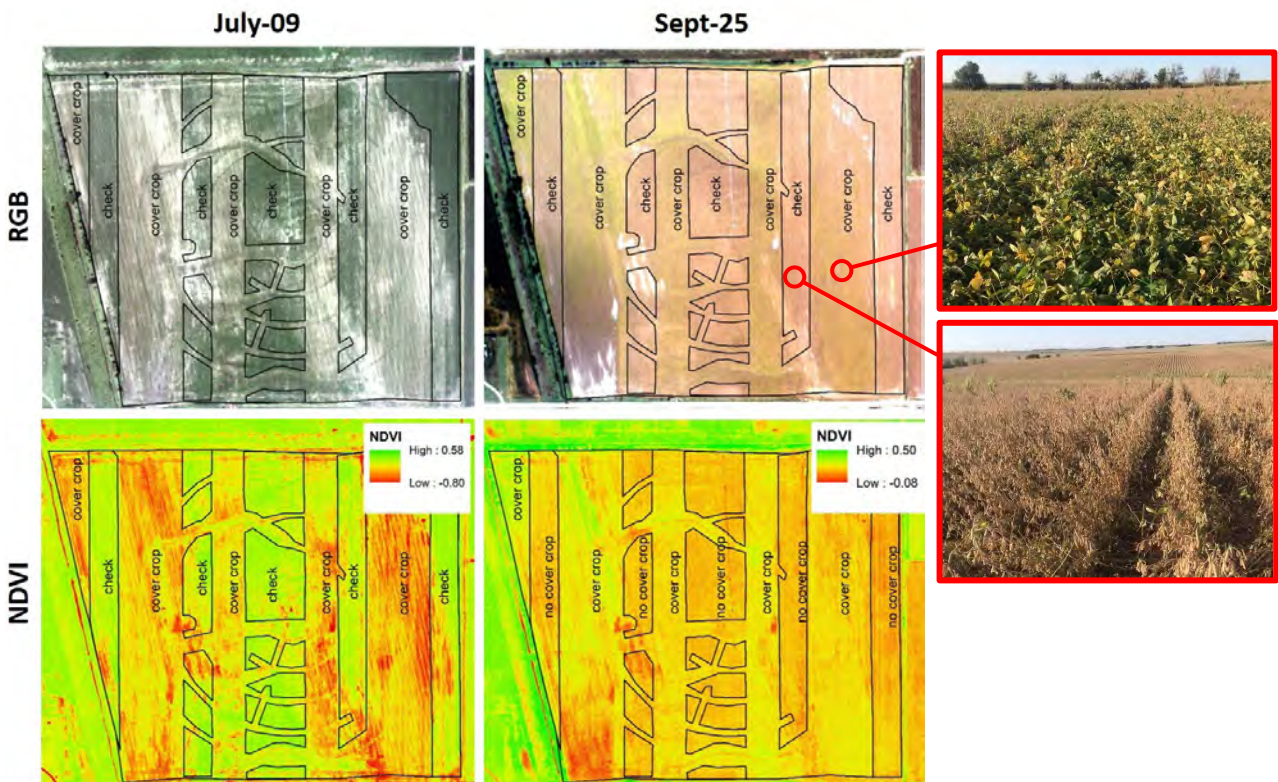 July-09
Sept-25
RGB
cover crop
check
cover crop
check
cover crop
check
cover crop
check
cover crop
check
cover crop
check
cover crop
check
cover crop
check
cover crop
check
cover crop
check
NDVI
NDVI
High : 0.58
Low : -0.80
cover crop
check
cover crop
check
cover crop
check
cover crop
check
cover crop
check
NDVI
High : 0.50
Low : -0.08
cover crop
no cover crop
cover crop
no cover crop
cover crop
no cover crop
cover crop
no cover crop
cover crop
no cover crop